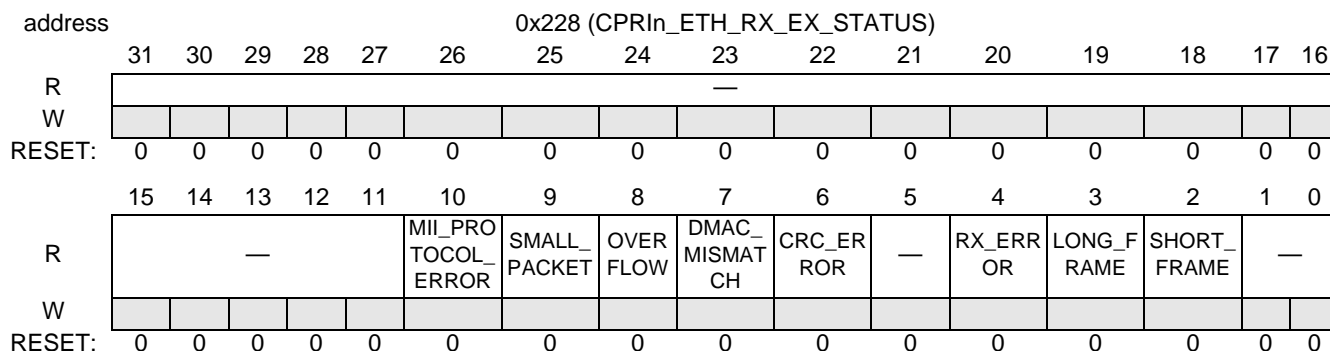 address 0x228 (CPRIn_ETH_RX_EX_STATUS)
31 30 29 28 27 26 25 24 23 22 21 20 19 18 17 16
R —
W
RESET: 0 0 0 0 0 0 0 0 0 0 0 0 0 0 0 0
15 14 13 12 11 10 9 8 7 6 5 4 3 2 1 0
R — MII_PRO SMALL_ OVER DMAC_ CRC_ER — RX_ERR LONG_F SHORT_ —
TOCOL_ PACKET FLOW MISMAT ROR OR RAME FRAME
ERROR CH
W
RESET: 0 0 0 0 0 0 0 0 0 0 0 0 0 0 0 0